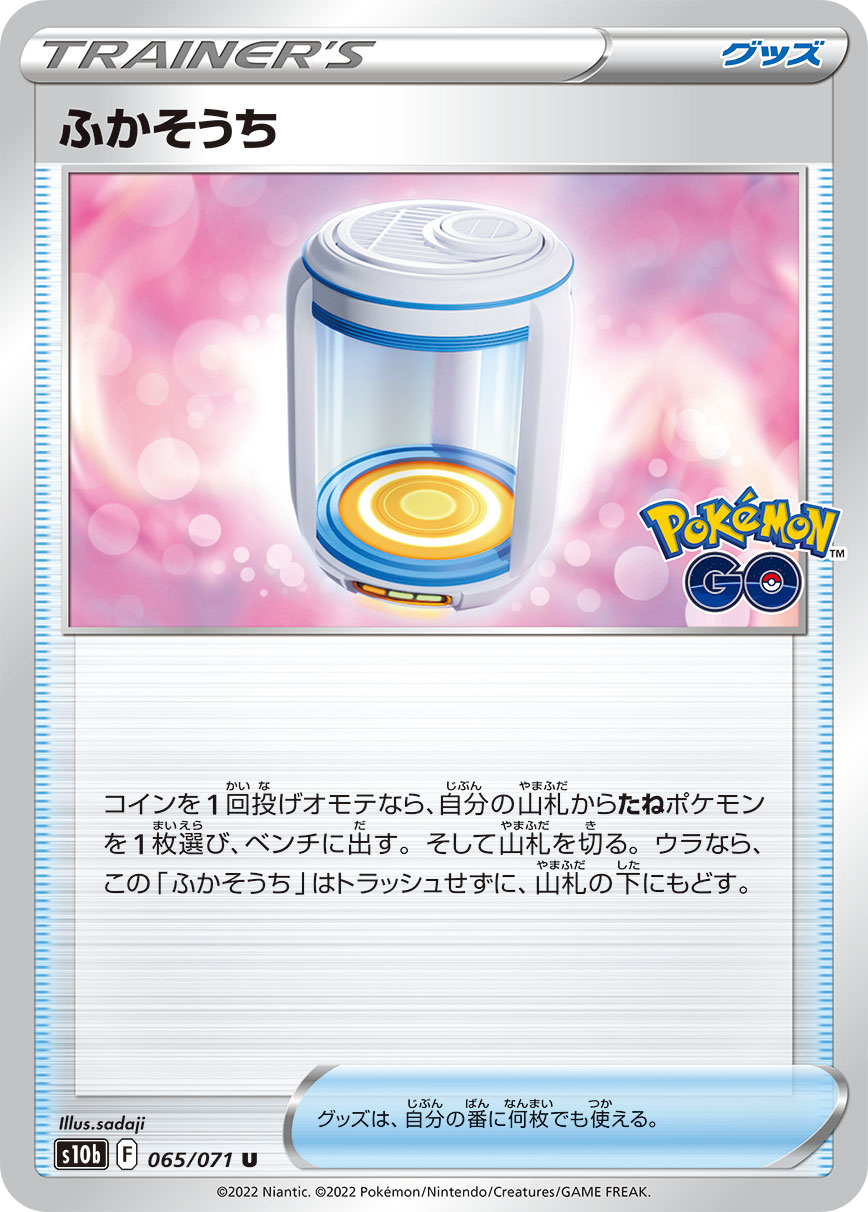 TRAINER'S
グッズ
ふかそうち
POKéMON
TM
GO
コインを1回投げオモテなら、自分の山札からたねポケモン
を1枚選び、ベンチに出す。そして山札を切る。ウラなら、
この「ふかそうち」はトラッシュせずに、山札の下にもどす。
グッズは、自分の番に何枚でも使える。
Illus.sadaji
s10b F 065/071 U
©2022 Niantic. ©2022 Pokémon/Nintendo/Creatures/GAME FREAK.